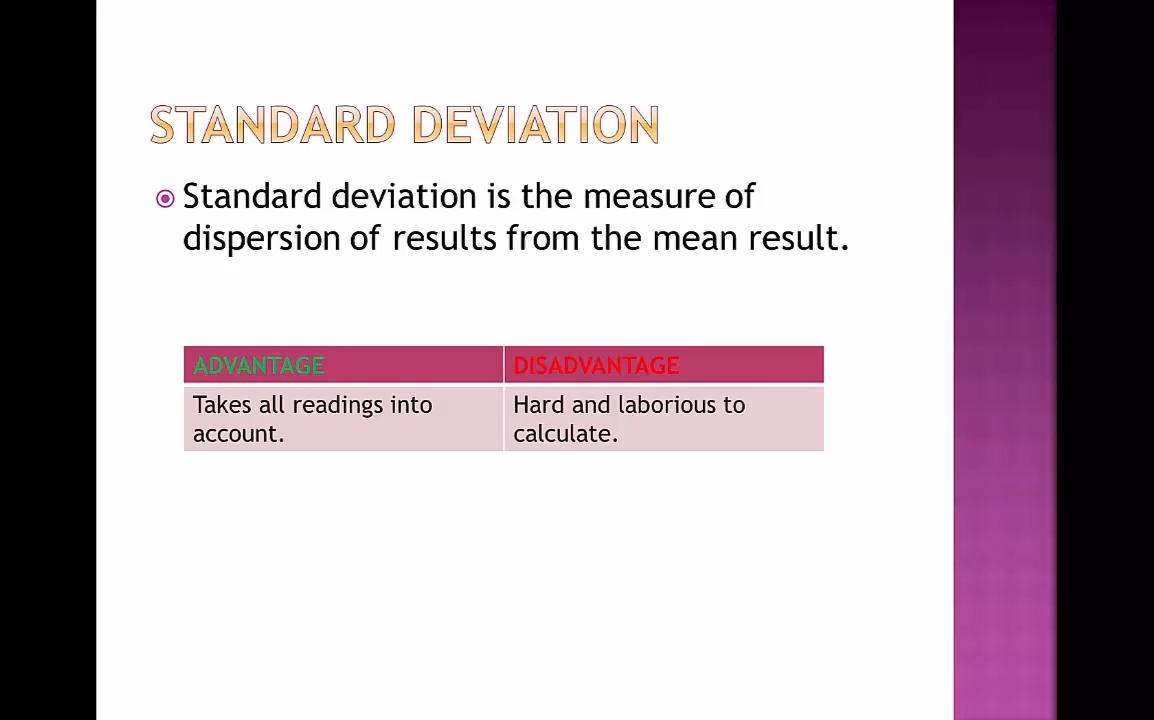 STANDARD DEVIATION
Standard deviation is the measure of
dispersion of results from the mean result.
ADVANTAGE
DISADVANTAGE
Takes all readings into
account.
Hard and laborious to
calculate.